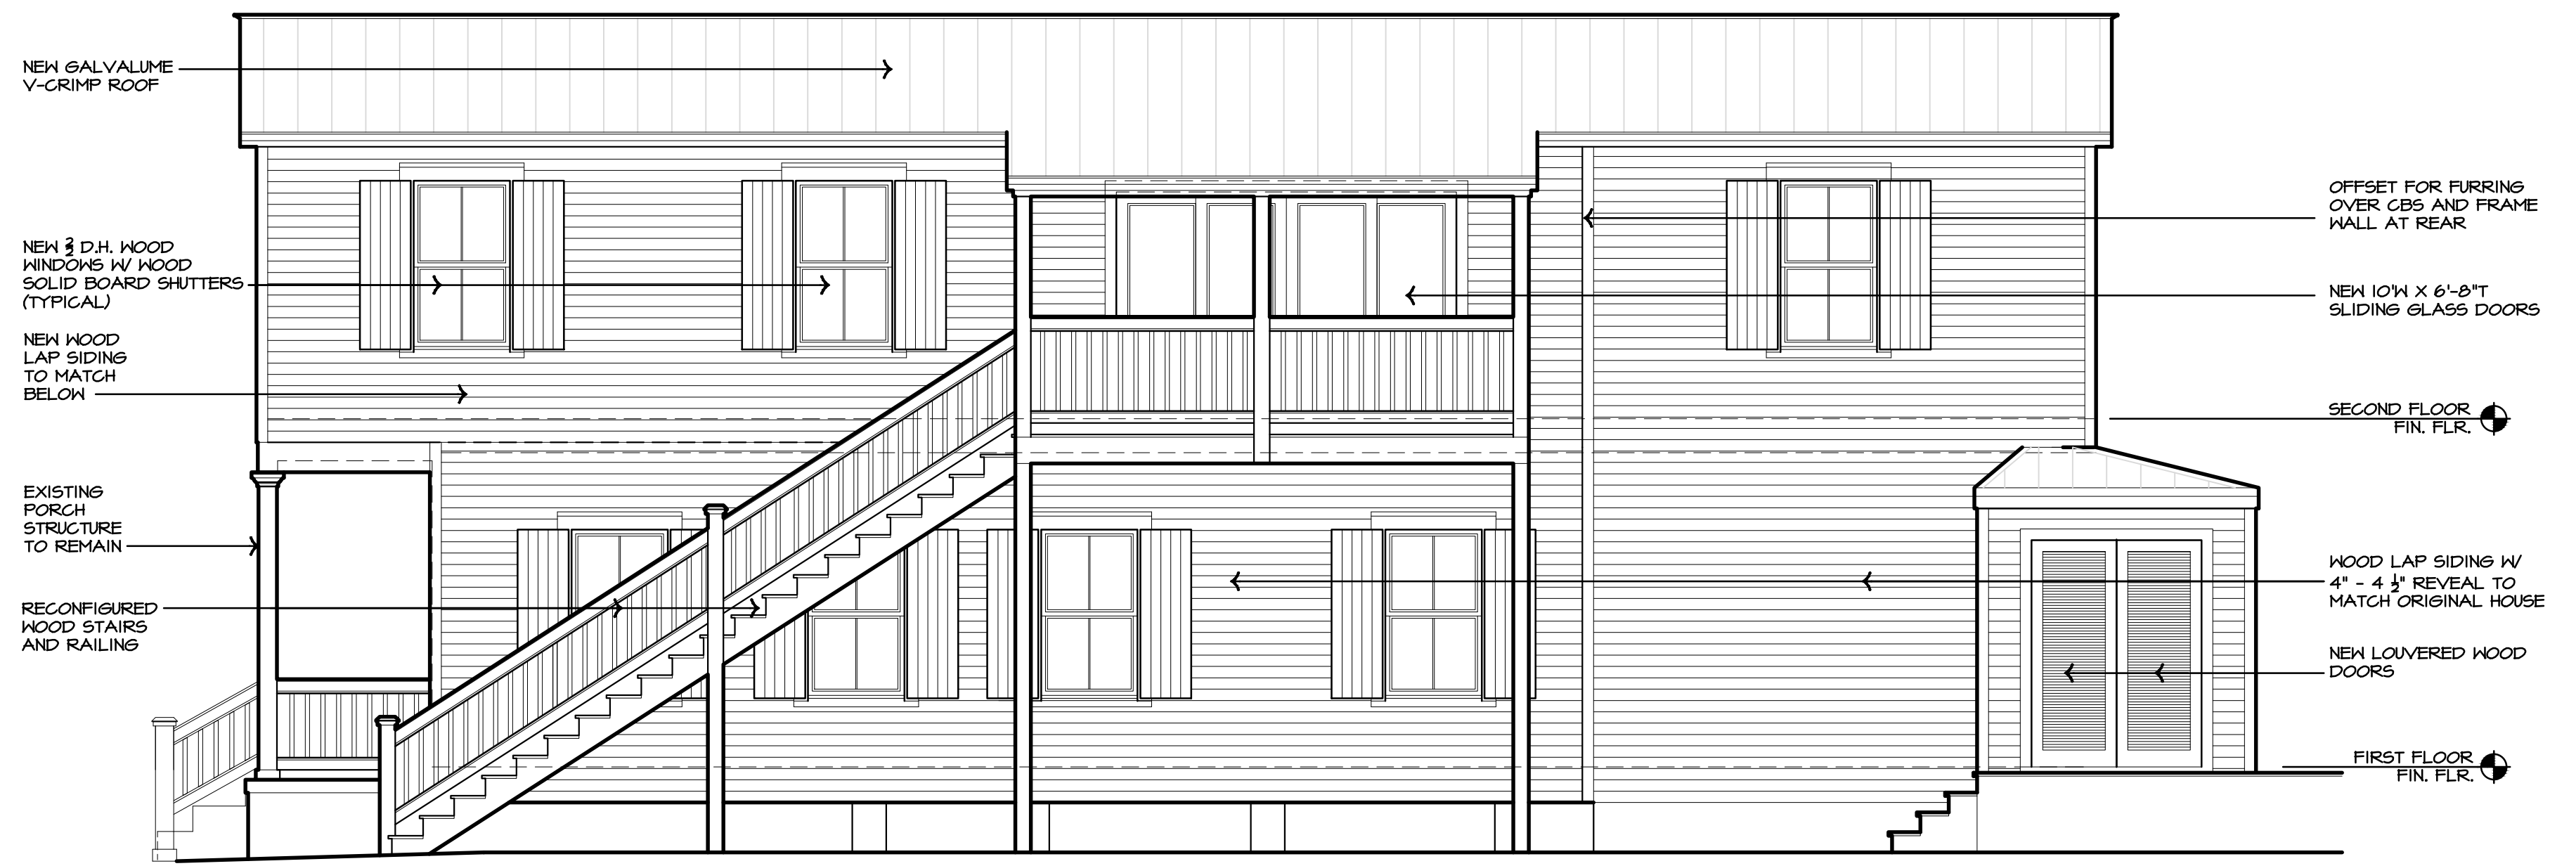 NEW GALVALUME
V-CRIMP ROOF
NEW 2/2 D.H. WOOD
WINDOWS W/ WOOD
SOLID BOARD SHUTTERS
(TYPICAL)
NEW WOOD
LAP SIDING
TO MATCH
BELOW
EXISTING
PORCH
STRUCTURE
TO REMAIN
RECONFIGURED
WOOD STAIRS
AND RAILING
OFFSET FOR FURRING
OVER CBS AND FRAME
WALL AT REAR
NEW 10'W X 6'-8"T
SLIDING GLASS DOORS
SECOND FLOOR
FIN. FLR.
WOOD LAP SIDING W/
4" - 4 1/2" REVEAL TO
MATCH ORIGINAL HOUSE
NEW LOUVERED WOOD
DOORS
FIRST FLOOR
FIN. FLR.